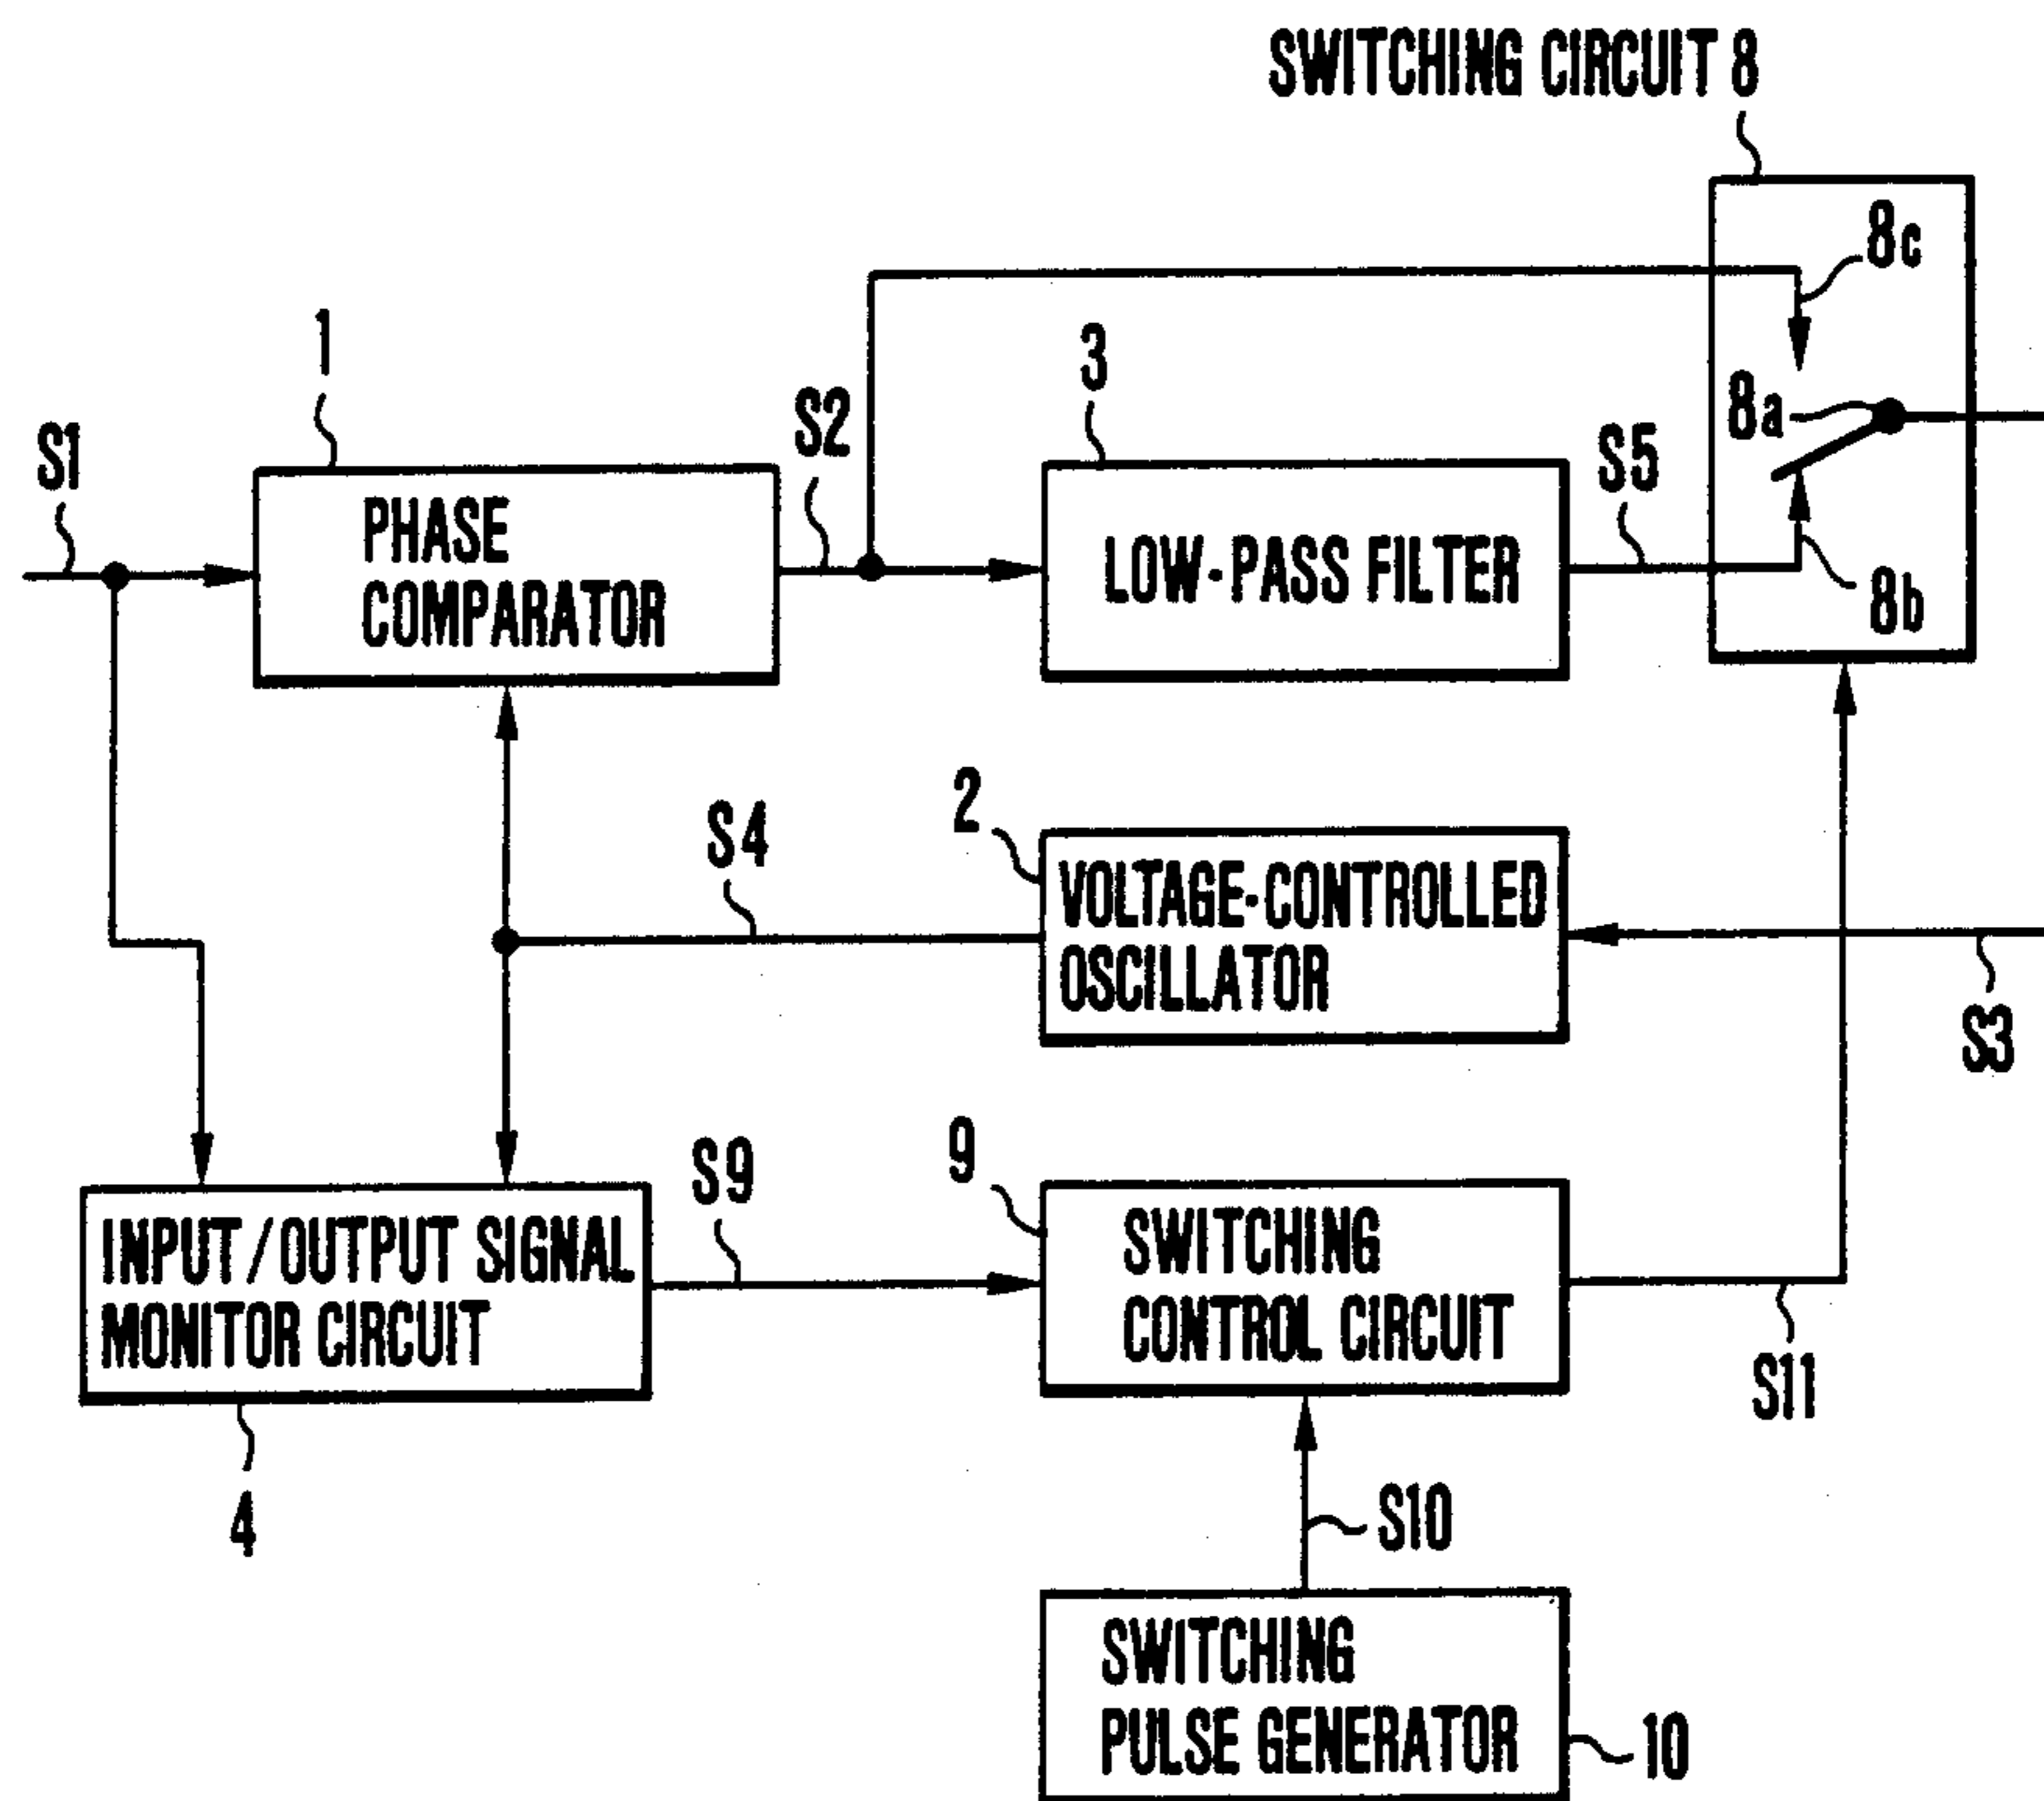 SWITCHING CIRCUIT 8
8c
1
3
8a
S2
S1
S5
PHASE
COMPARATOR
LOW-PASS FILTER
8b
2
S4
VOLTAGE-CONTROLLED
OSCILLATOR
S3
9
S9
INPUT/OUTPUT SIGNAL
MONITOR CIRCUIT
SWITCHING
CONTROL CIRCUIT
S11
4
S10
SWITCHING
PULSE GENERATOR
10